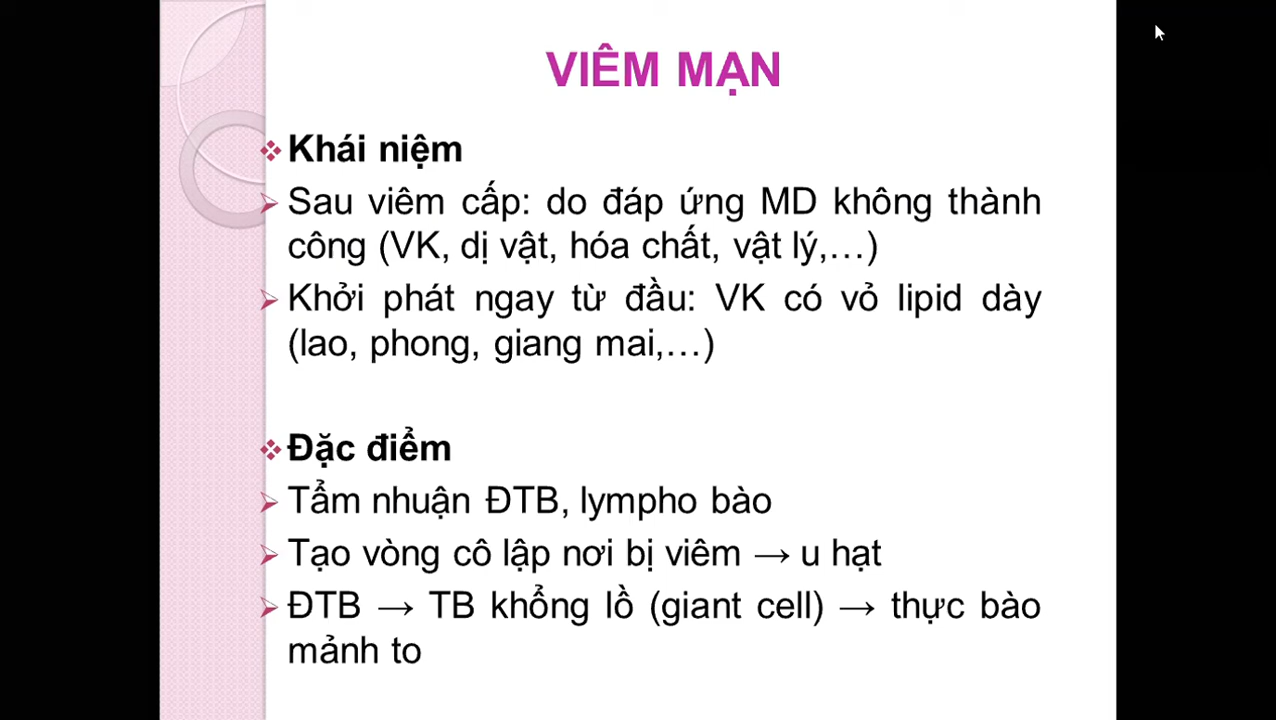 VIÊM MẠN
Khái niệm
Sau viêm cấp: do đáp ứng MD không thành
công (VK, dị vật, hóa chất, vật lý,…)
Khởi phát ngay từ đầu: VK có vỏ lipid dày
(lao, phong, giang mai,…)
Đặc điểm
Tẩm nhuận ĐTB, lympho bào
Tạo vòng cô lập nơi bị viêm → u hạt
ĐTB → TB khổng lồ (giant cell) → thực bào
mảnh to